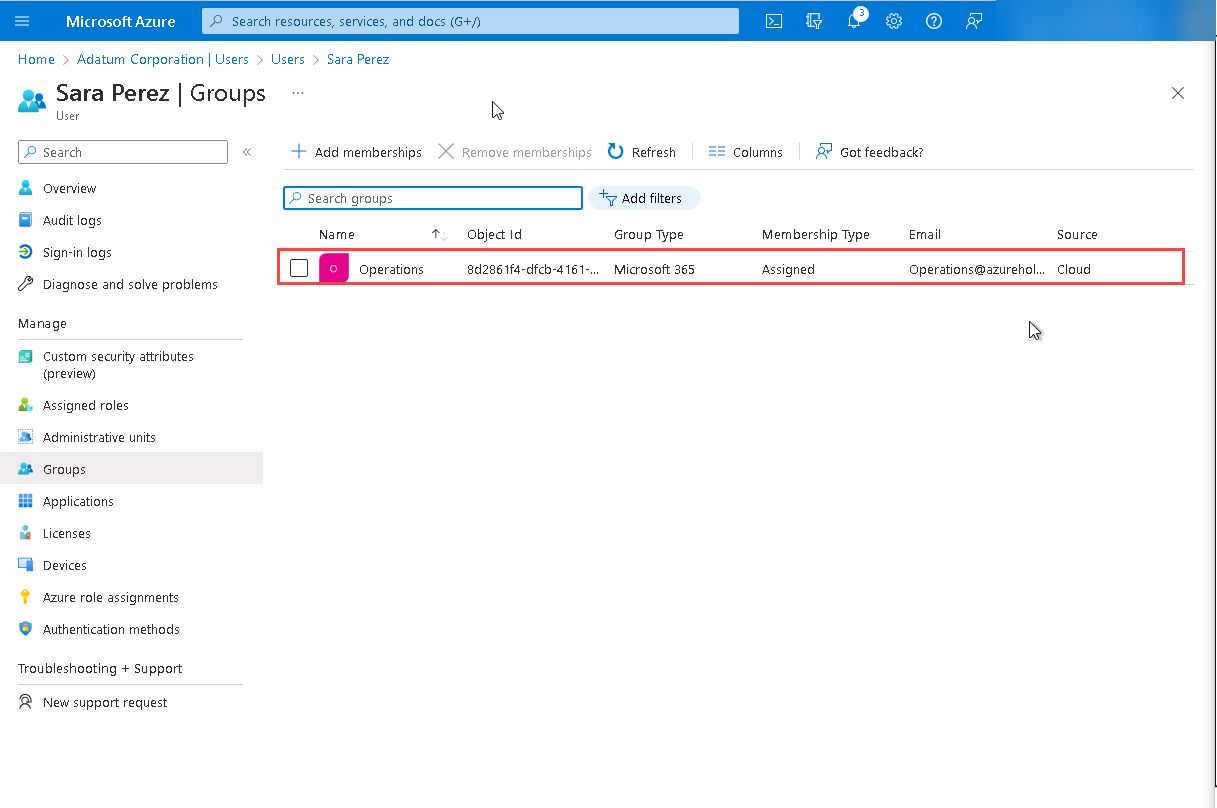 Microsoft Azure
Search resources, services, and docs (G+/)
3
Home > Adatum Corporation | Users > Users > Sara Perez
Sara Perez | Groups ...
User
Search
«
Overview
Audit logs
Sign-in logs
Diagnose and solve problems
Manage
Custom security attributes
(preview)
Assigned roles
Administrative units
Groups
Applications
Licenses
Devices
Azure role assignments
Authentication methods
Troubleshooting + Support
New support request
Add memberships Remove memberships Refresh Columns Got feedback?
Search groups Add filters
Name Object Id Group Type Membership Type Email Source
O Operations 8d2861f4-dfcb-4161-... Microsoft 365 Assigned Operations@azurehol... Cloud